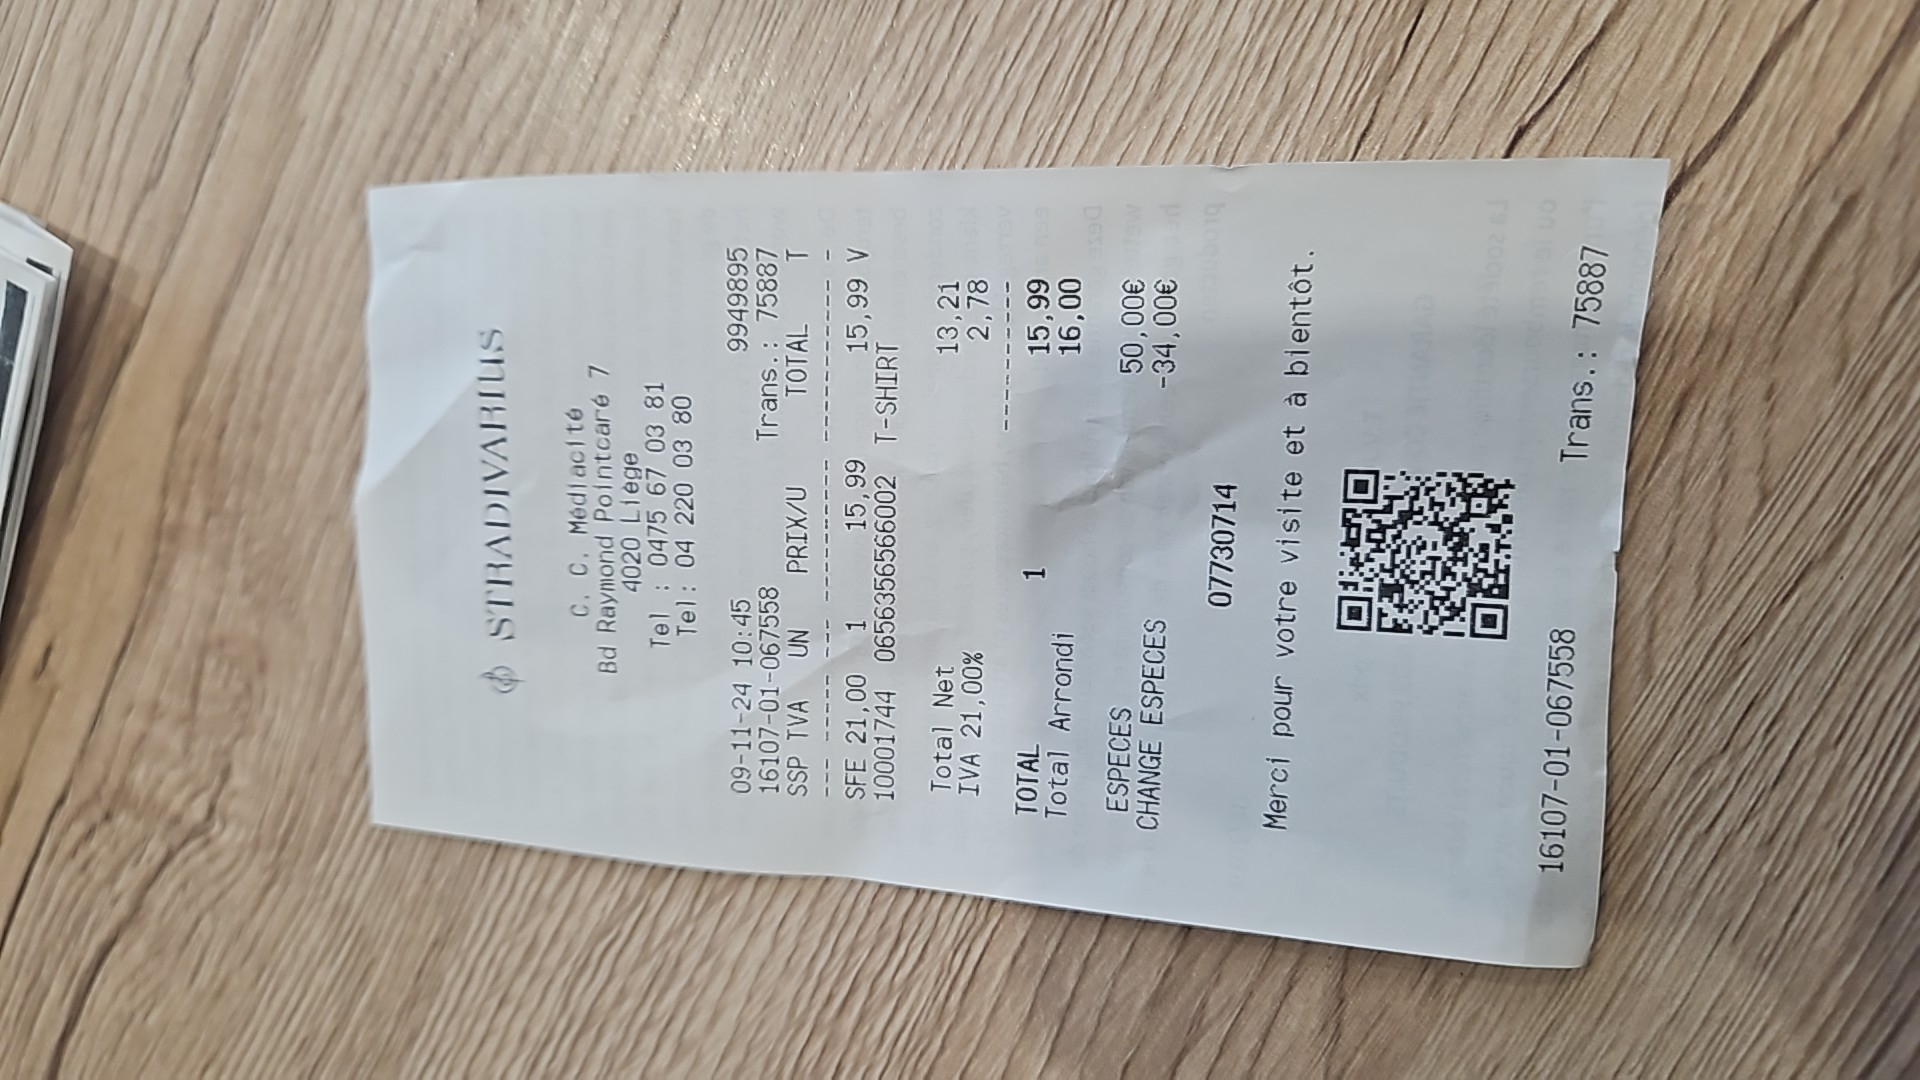 STRADIVARIUS
C. C. Médiacité
Bd Raymond Pointcaré 7
4020 Liège
Tel : 0475 67 03 81
Tel: 04 220 03 80
09-11-24 10:45 9949895
16107-01-067558 Trans.: 75887
SSP TVA UN PRIX/U TOTAL T
--- ----- --- ---------- ----------- -
SFE 21,00 1 15,99 15,99 V
10001744 0656356566002 T-SHIRT
Total Net 13,21
IVA 21,00% 2,78
-----------
TOTAL 1 15,99
Total Arrondi 16,00
ESPECES 50,00€
CHANGE ESPECES -34,00€
07730714
Merci pour votre visite et à bientôt.
16107-01-067558 Trans.: 75887